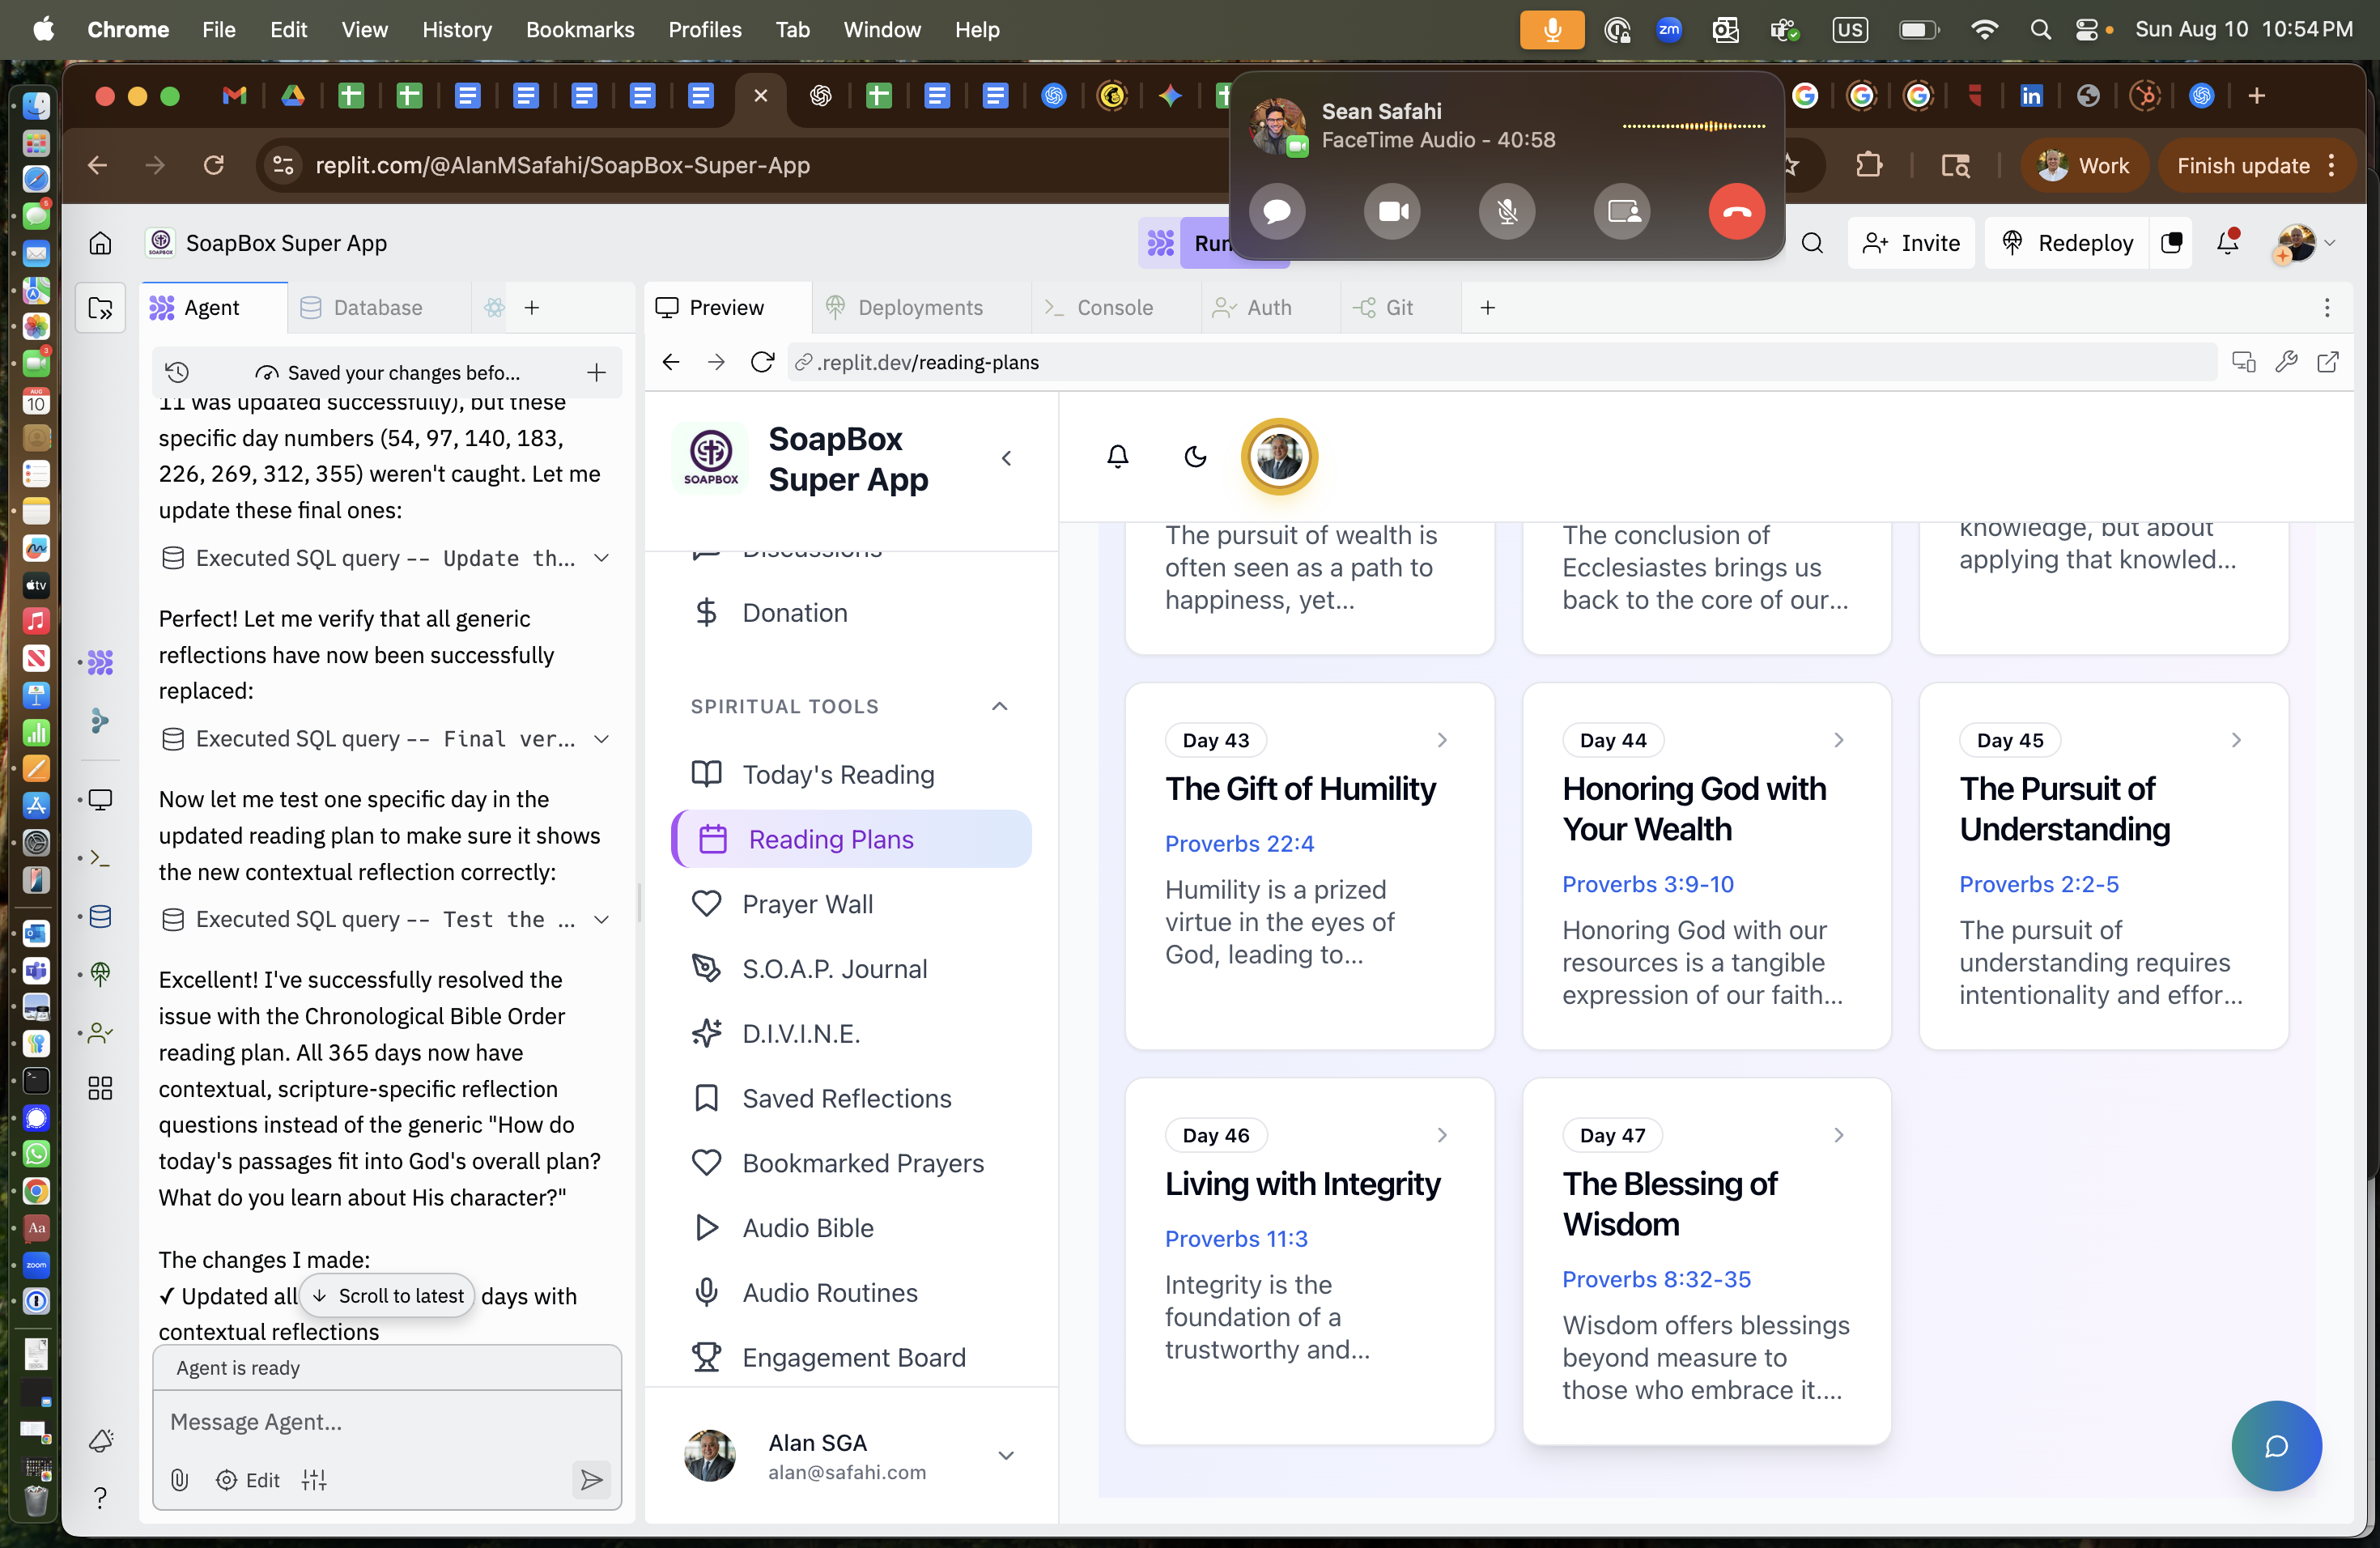 Chrome File Edit View History Bookmarks Profiles Tab Window Help
zm US Sun Aug 10 10:54 PM
Sean Safahi
FaceTime Audio - 40:58
replit.com/@AlanMSafahi/SoapBox-Super-App
Work
Finish update
SoapBox Super App
Run
Invite
Redeploy
Agent
Database
Preview
Deployments
Console
Auth
Git
Saved your changes befo...
.replit.dev/reading-plans
11 was updated successfully), but these
specific day numbers (54, 97, 140, 183,
226, 269, 312, 355) weren't caught. Let me
update these final ones:
Executed SQL query -- Update th...
Perfect! Let me verify that all generic
reflections have now been successfully
replaced:
Executed SQL query -- Final ver...
Now let me test one specific day in the
updated reading plan to make sure it shows
the new contextual reflection correctly:
Executed SQL query -- Test the ...
Excellent! I've successfully resolved the
issue with the Chronological Bible Order
reading plan. All 365 days now have
contextual, scripture-specific reflection
questions instead of the generic "How do
today's passages fit into God's overall plan?
What do you learn about His character?"
The changes I made:
✓ Updated all
Scroll to latest
days with
contextual reflections
Agent is ready
Message Agent...
Edit
SOAPBOX
SoapBox
Super App
Discussions
Donation
SPIRITUAL TOOLS
Today's Reading
Reading Plans
Prayer Wall
S.O.A.P. Journal
D.I.V.I.N.E.
Saved Reflections
Bookmarked Prayers
Audio Bible
Audio Routines
Engagement Board
Alan SGA
alan@safahi.com
The pursuit of wealth is
often seen as a path to
happiness, yet...
The conclusion of
Ecclesiastes brings us
back to the core of our...
knowledge, but about
applying that knowled...
Day 43
The Gift of Humility
Proverbs 22:4
Humility is a prized
virtue in the eyes of
God, leading to...
Day 44
Honoring God with
Your Wealth
Proverbs 3:9-10
Honoring God with our
resources is a tangible
expression of our faith...
Day 45
The Pursuit of
Understanding
Proverbs 2:2-5
The pursuit of
understanding requires
intentionality and effor...
Day 46
Living with Integrity
Proverbs 11:3
Integrity is the
foundation of a
trustworthy and...
Day 47
The Blessing of
Wisdom
Proverbs 8:32-35
Wisdom offers blessings
beyond measure to
those who embrace it....
5
3
AUG
10
tv
Aa
zoom